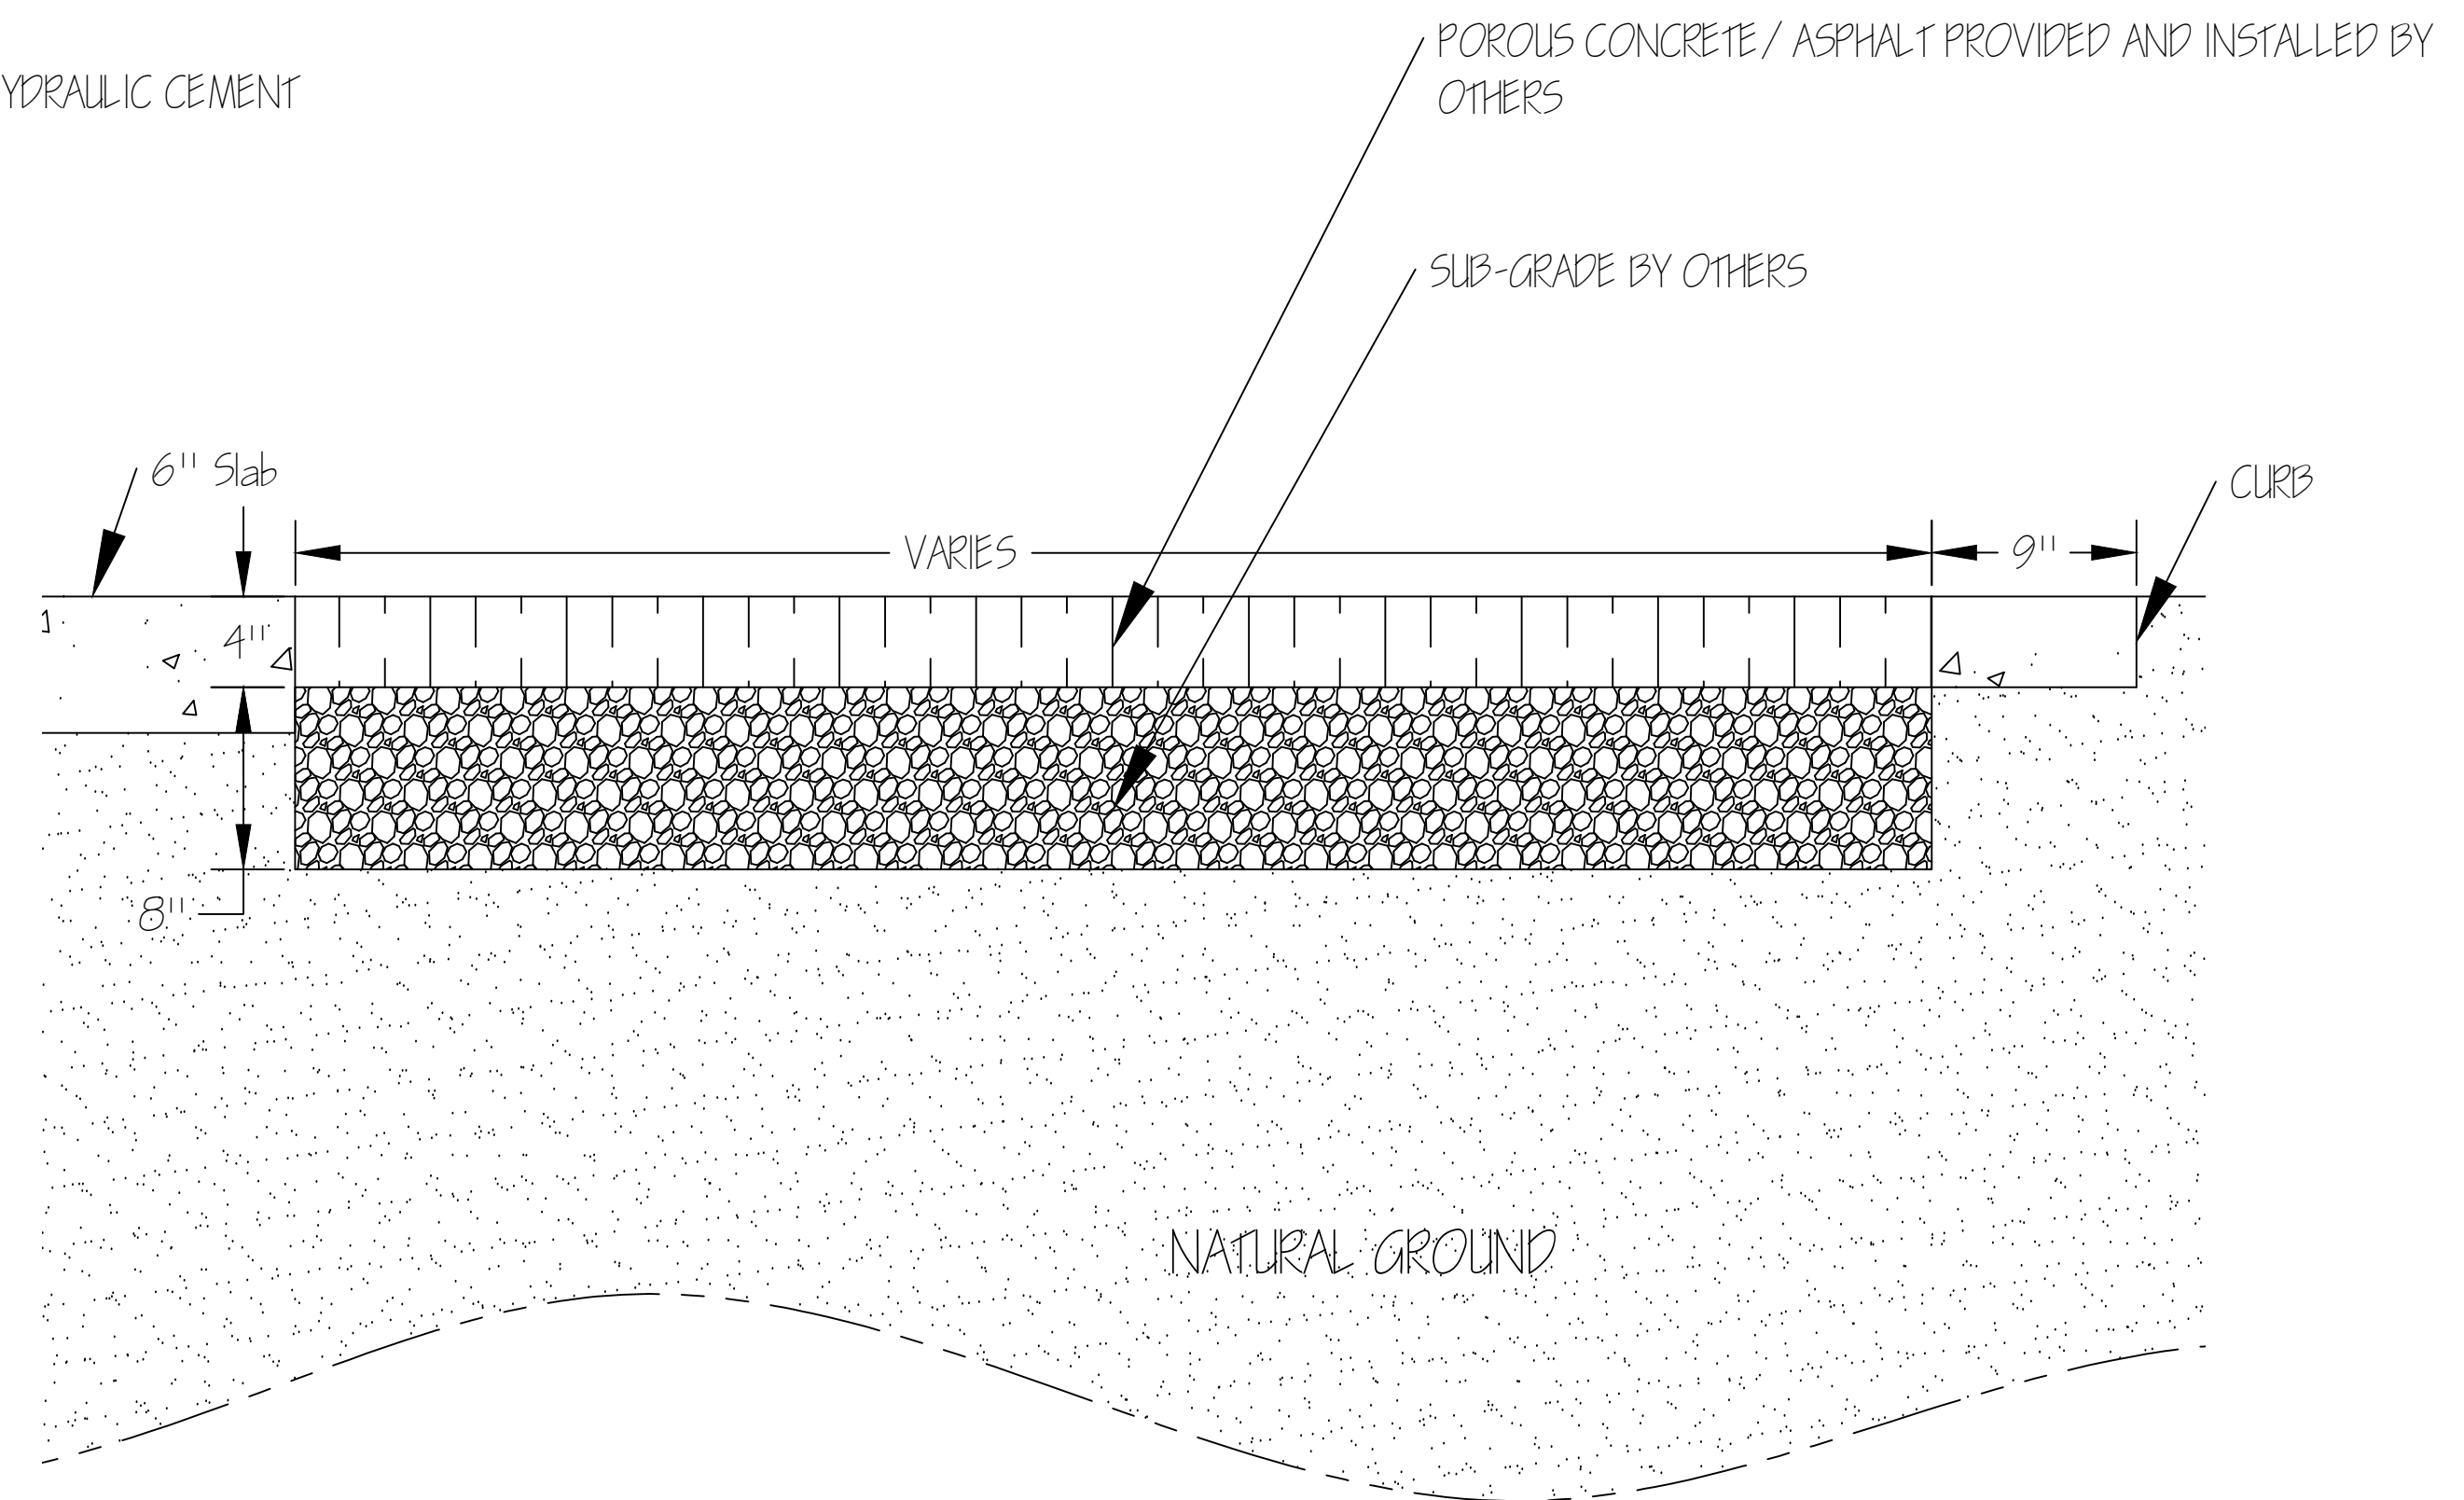 POROUS CONCRETE/ ASPHALT PROVIDED AND INSTALLED BY
OTHERS
YDRAULIC CEMENT
SUB-GRADE BY OTHERS
6" Slab
CURB
VARIES
9"
4"
8"
NATURAL GROUND